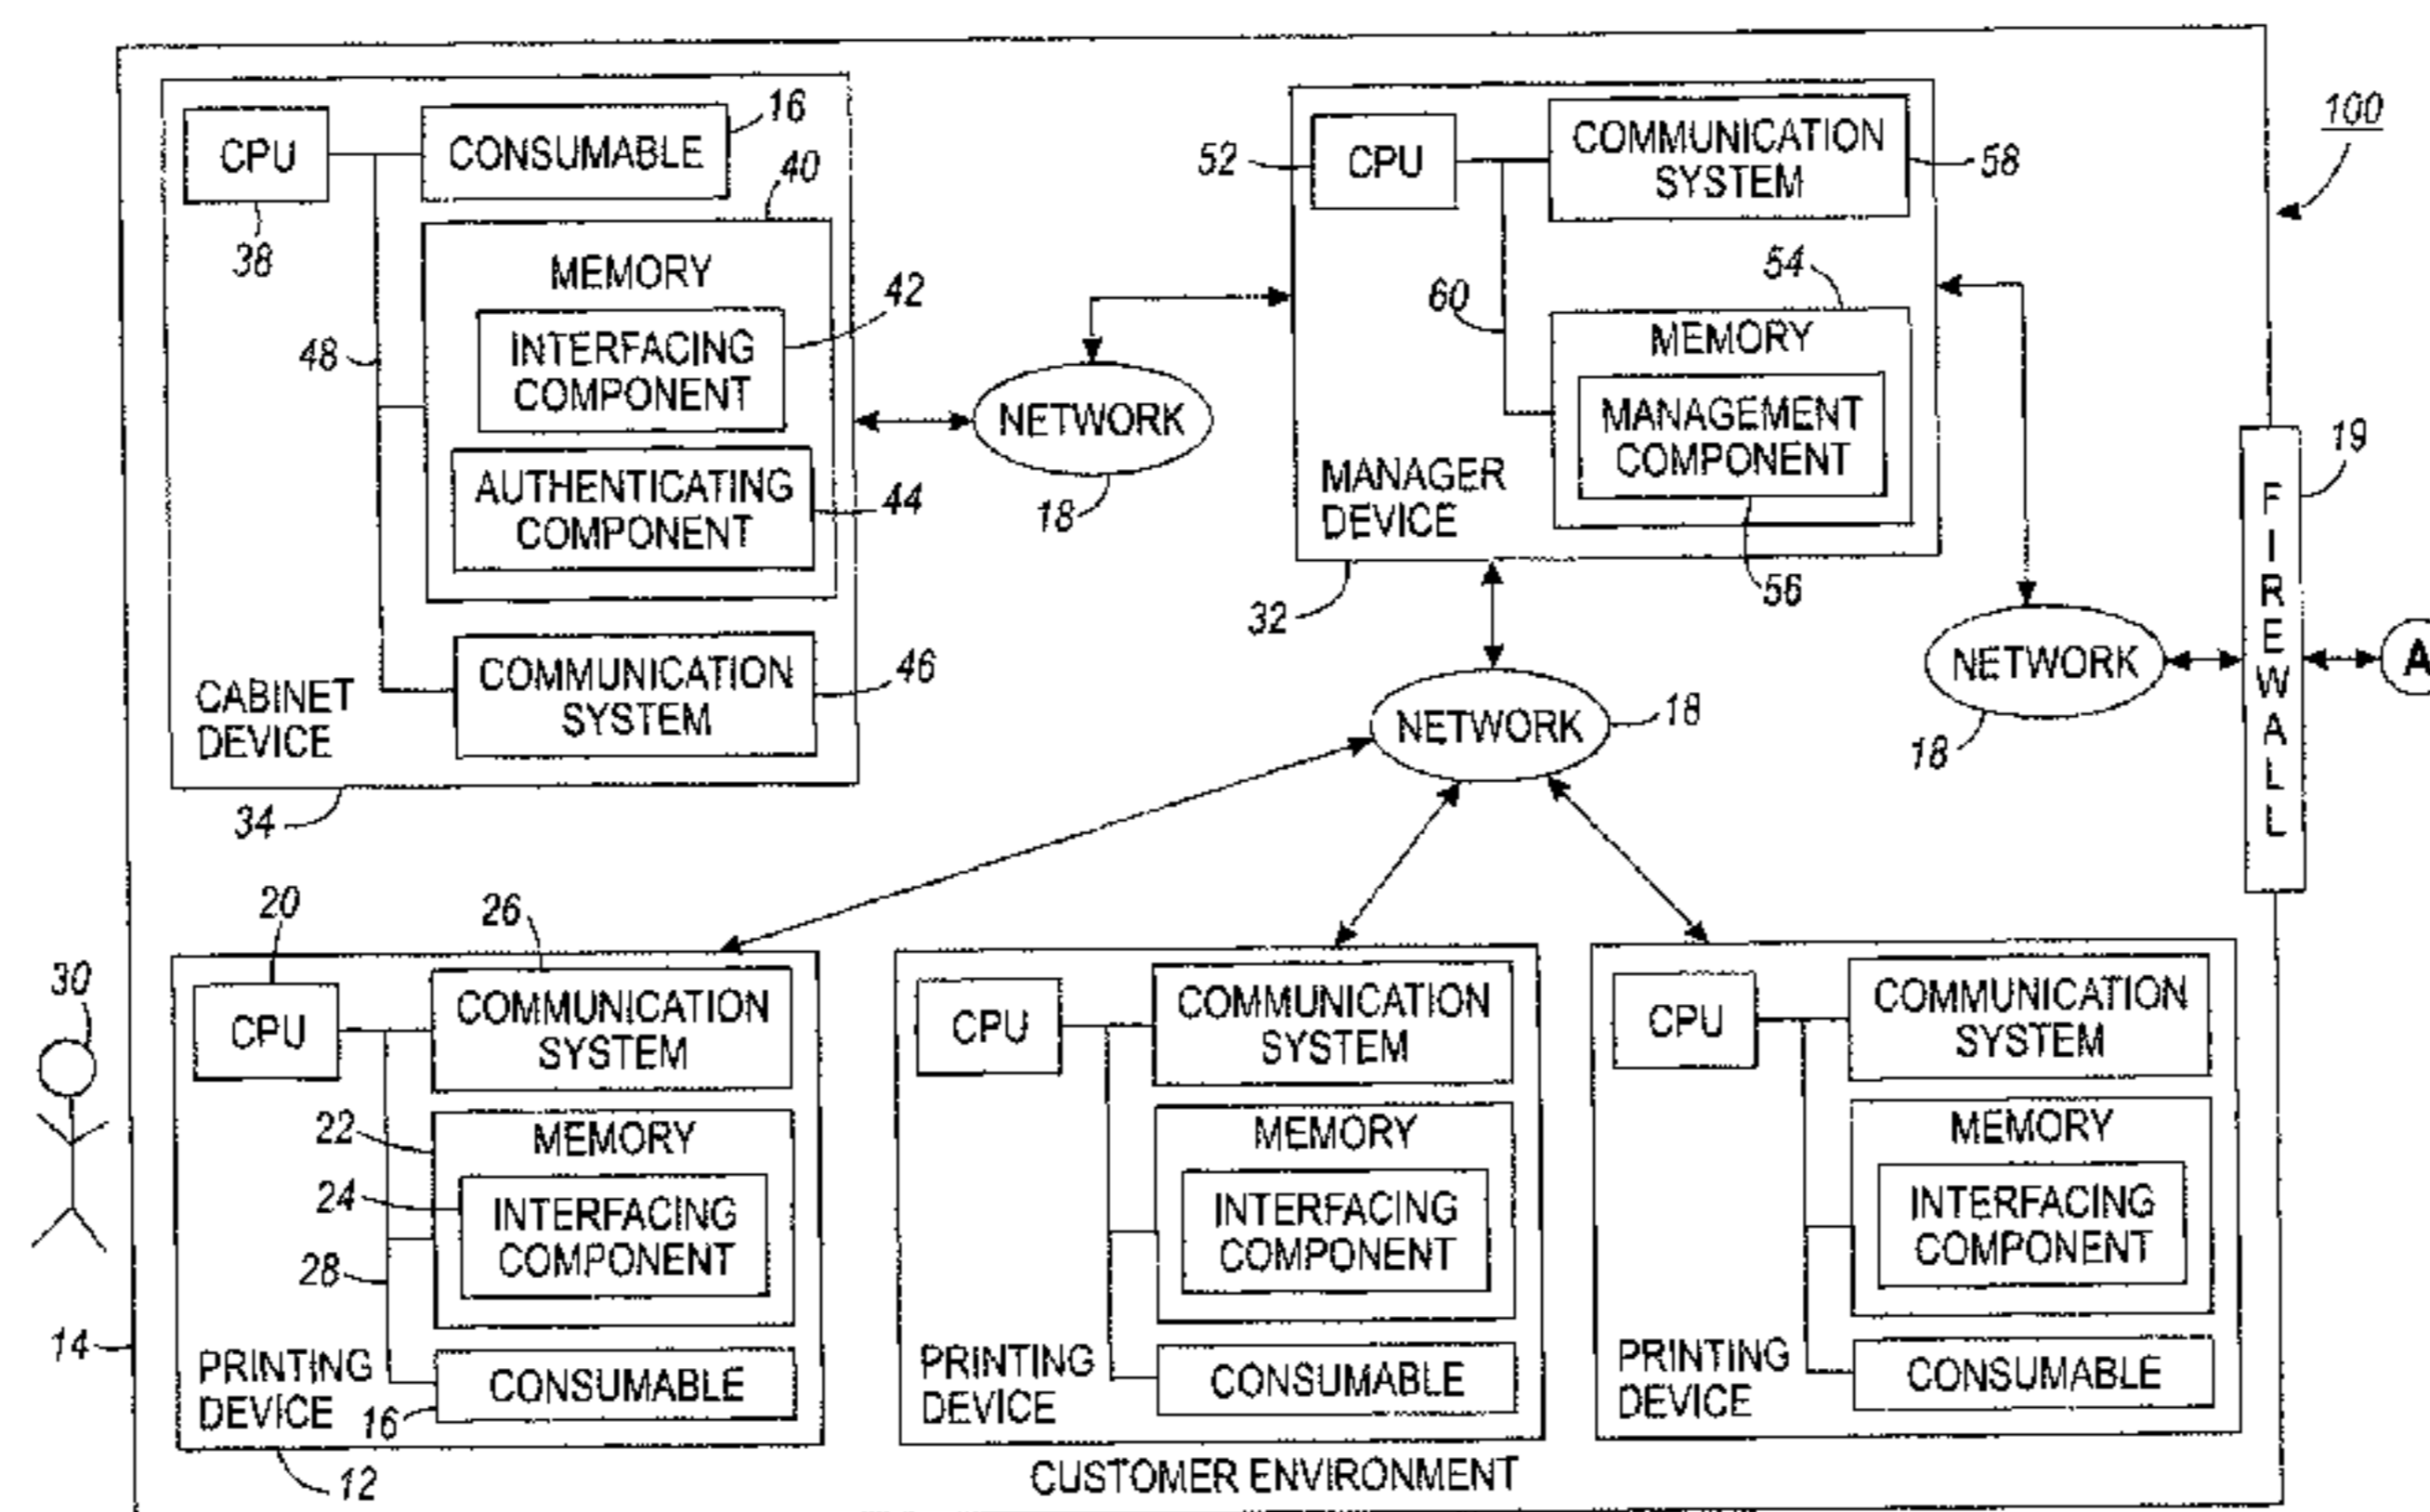 100
CPU
38
CONSUMABLE
16
40
MEMORY
INTERFACING
COMPONENT
42
AUTHENTICATING
COMPONENT
44
48
COMMUNICATION
SYSTEM
46
CABINET
DEVICE
34
NETWORK
18
52
CPU
COMMUNICATION
SYSTEM
58
60
54
MEMORY
MANAGEMENT
COMPONENT
56
MANAGER
DEVICE
32
NETWORK
18
NETWORK
18
19
FIREWALL
A
30
14
20
CPU
26
COMMUNICATION
SYSTEM
22
MEMORY
24
INTERFACING
COMPONENT
28
CONSUMABLE
16
PRINTING
DEVICE
12
CPU
COMMUNICATION
SYSTEM
MEMORY
INTERFACING
COMPONENT
CONSUMABLE
PRINTING
DEVICE
CPU
COMMUNICATION
SYSTEM
MEMORY
INTERFACING
COMPONENT
CONSUMABLE
PRINTING
DEVICE
CUSTOMER ENVIRONMENT